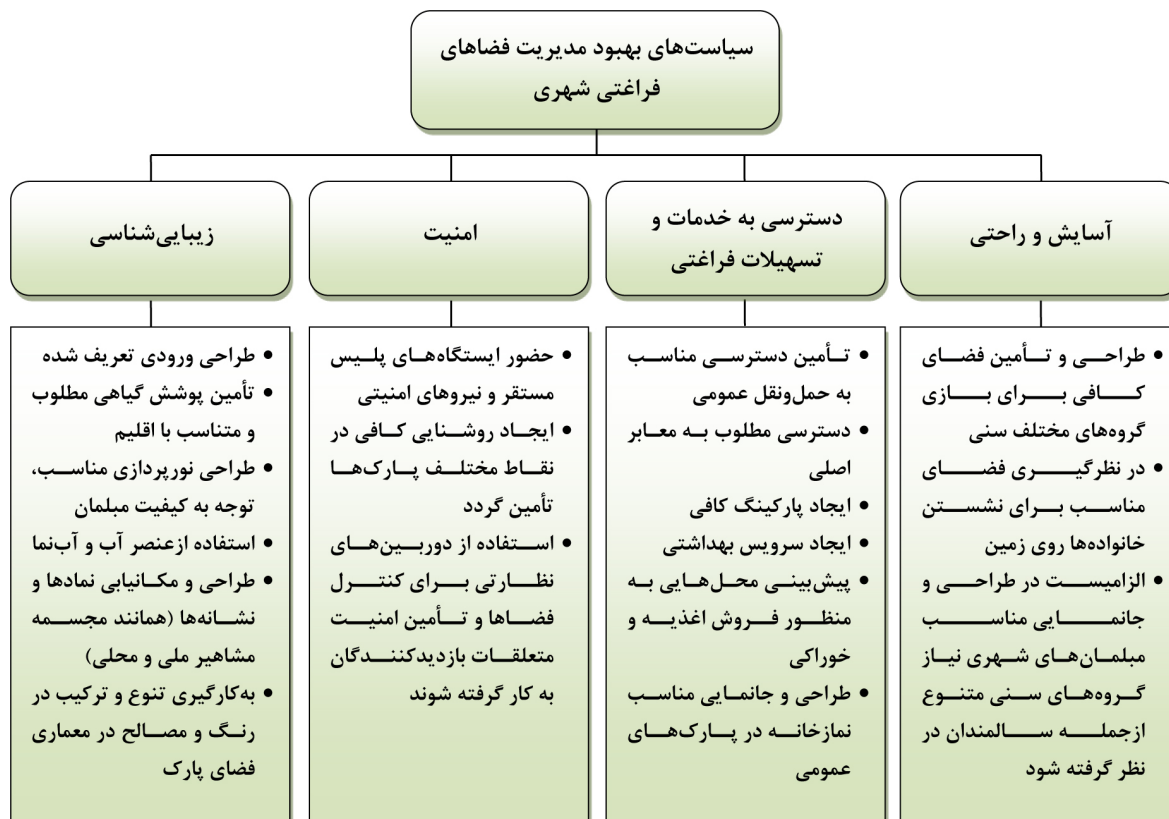 سیاست‌های بهبود مدیریت فضاهای
فراغتی شهری
آسایش و راحتی
دسترسی به خدمات و
تسهیلات فراغتی
امنیت
زیبایی‌شناسی
• طراحی و تأمین فضای
کافی برای بازی
گروه‌های مختلف سنی
• در نظرگیری فضای
مناسب برای نشستن
خانواده‌ها روی زمین
• الزامیست در طراحی و
جانمایی مناسب
مبلمان‌های شهری نیاز
گروه‌های سنی متنوع
ازجمله سالمندان در
نظر گرفته شود
• تأمین دسترسی مناسب
به حمل‌ونقل عمومی
• دسترسی مطلوب به معابر
اصلی
• ایجاد پارکینگ کافی
• ایجاد سرویس بهداشتی
• پیش‌بینی محل‌هایی به
منظور فروش اغذیه و
خوراکی
• طراحی و جانمایی مناسب
نمازخانه در پارک‌های
عمومی
• حضور ایستگاه‌های پلیس
مستقر و نیروهای امنیتی
• ایجاد روشنایی کافی در
نقاط مختلف پارک‌ها
تأمین گردد
• استفاده از دوربین‌های
نظارتی برای کنترل
فضاها و تأمین امنیت
متعلقات بازدیدکنندگان
به کار گرفته شوند
• طراحی ورودی تعریف شده
• تأمین پوشش گیاهی مطلوب
و متناسب با اقلیم
• طراحی نورپردازی مناسب،
توجه به کیفیت مبلمان
• استفاده ازعنصر آب و آب‌نما
• طراحی و مکانیابی نمادها و
نشانه‌ها (همانند مجسمه
مشاهیر ملی و محلی)
• به‌کارگیری تنوع و ترکیب در
رنگ و مصالح در معماری
فضای پارک